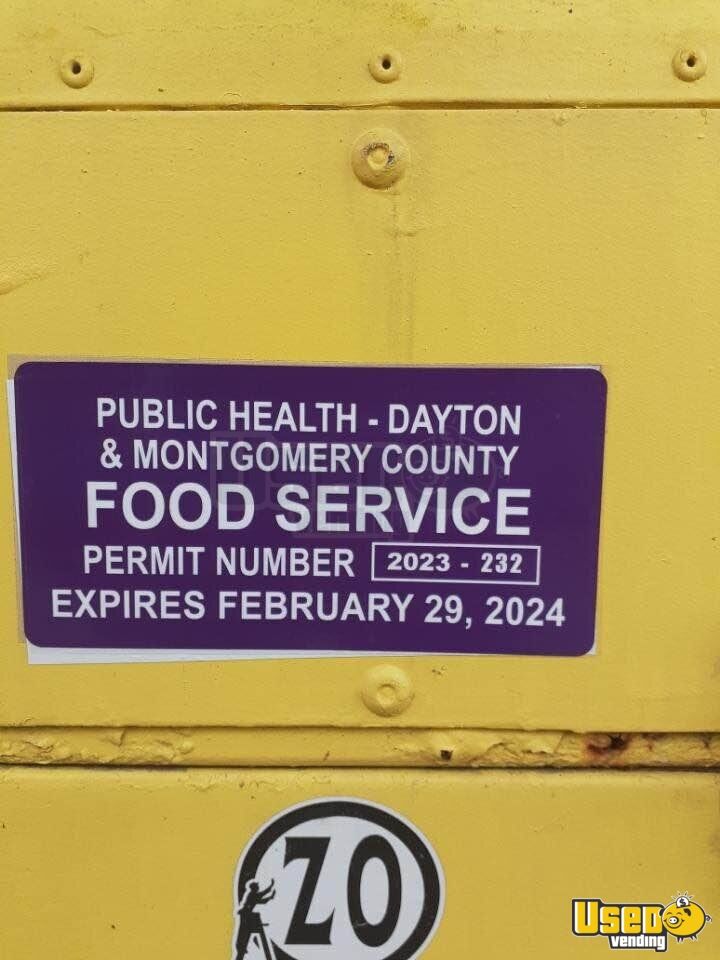 PUBLIC HEALTH - DAYTON
& MONTGOMERY COUNTY
FOOD SERVICE
PERMIT NUMBER 2023 - 232
EXPIRES FEBRUARY 29, 2024
ZO
USED
vending